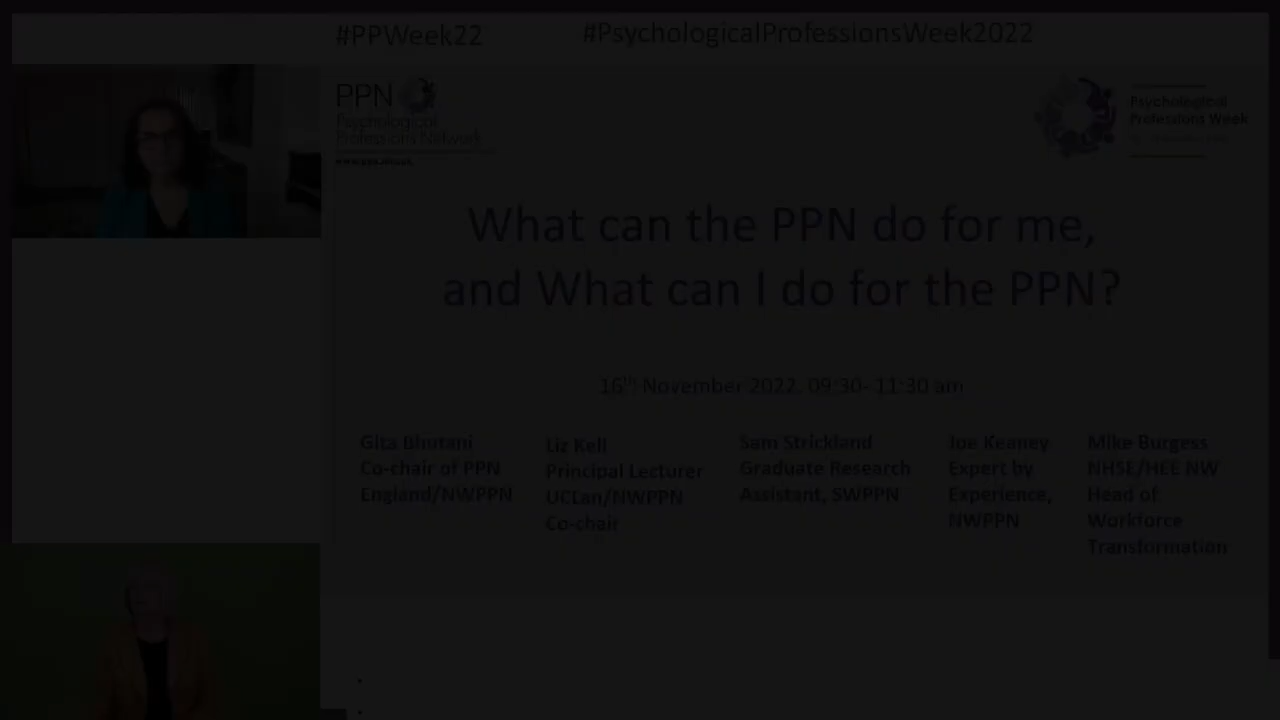 #PPWeek22
#PsychologicalProfessionsWeek2022
PPN
Psychological
Professions Network
Psychological
Professions Week
What can the PPN do for me,
and What can I do for the PPN?
16th November 2022, 09:30- 11:30 am
Gita Bhutani
Co-chair of PPN
England/NWPPN
Liz Kell
Principal Lecturer
UCLan/NWPPN
Co-chair
Sam Strickland
Graduate Research
Assistant, SWPPN
Joe Keaney
Expert by
Experience,
NWPPN
Mike Burgess
NHSE/HEE NW
Head of
Workforce
Transformation